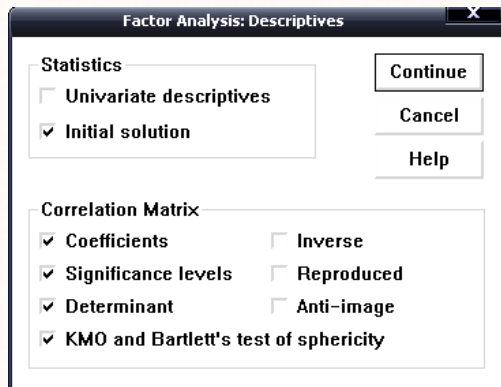 Factor Analysis: Descriptives
X
Statistics
Univariate descriptives
Initial solution
Continue
Cancel
Help
Correlation Matrix
Coefficients
Inverse
Significance levels
Reproduced
Determinant
Anti-image
KMO and Bartlett's test of sphericity